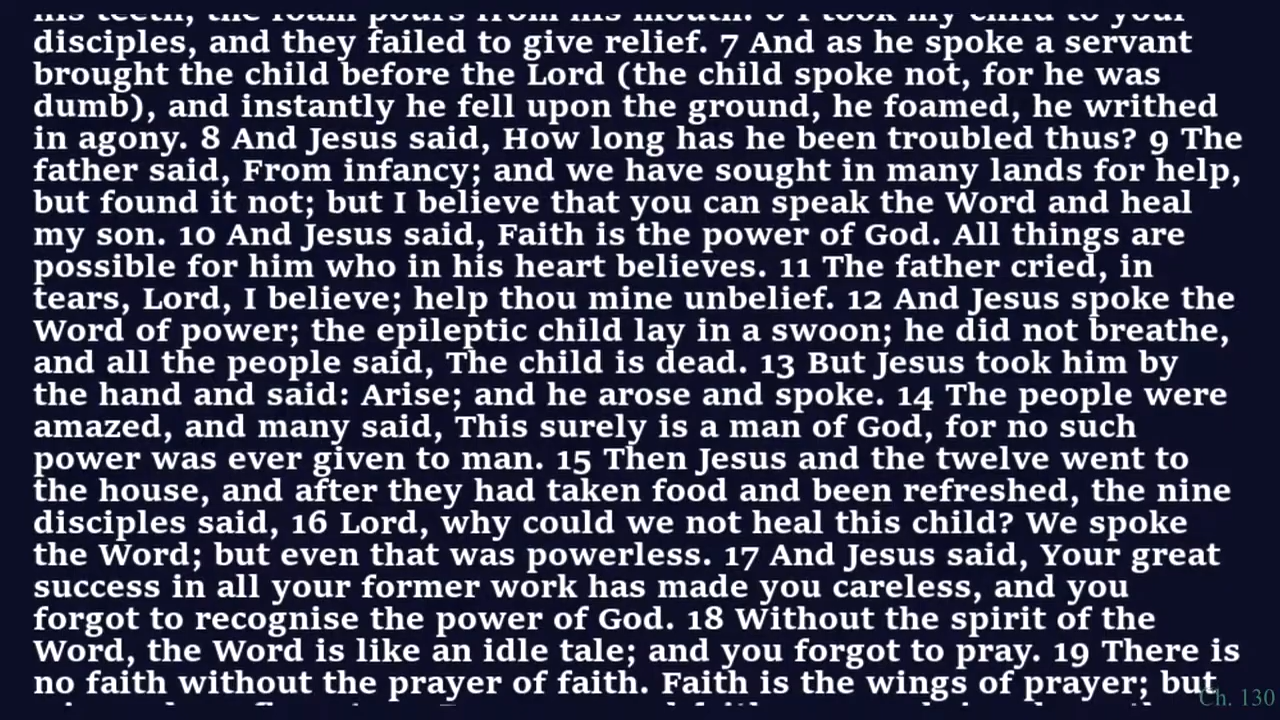 his teeth, the foam pours from his mouth. 6 I took my child to your
disciples, and they failed to give relief. 7 And as he spoke a servant
brought the child before the Lord (the child spoke not, for he was
dumb), and instantly he fell upon the ground, he foamed, he writhed
in agony. 8 And Jesus said, How long has he been troubled thus? 9 The
father said, From infancy; and we have sought in many lands for help,
but found it not; but I believe that you can speak the Word and heal
my son. 10 And Jesus said, Faith is the power of God. All things are
possible for him who in his heart believes. 11 The father cried, in
tears, Lord, I believe; help thou mine unbelief. 12 And Jesus spoke the
Word of power; the epileptic child lay in a swoon; he did not breathe,
and all the people said, The child is dead. 13 But Jesus took him by
the hand and said: Arise; and he arose and spoke. 14 The people were
amazed, and many said, This surely is a man of God, for no such
power was ever given to man. 15 Then Jesus and the twelve went to
the house, and after they had taken food and been refreshed, the nine
disciples said, 16 Lord, why could we not heal this child? We spoke
the Word; but even that was powerless. 17 And Jesus said, Your great
success in all your former work has made you careless, and you
forgot to recognise the power of God. 18 Without the spirit of the
Word, the Word is like an idle tale; and you forgot to pray. 19 There is
no faith without the prayer of faith. Faith is the wings of prayer; but
Ch. 130